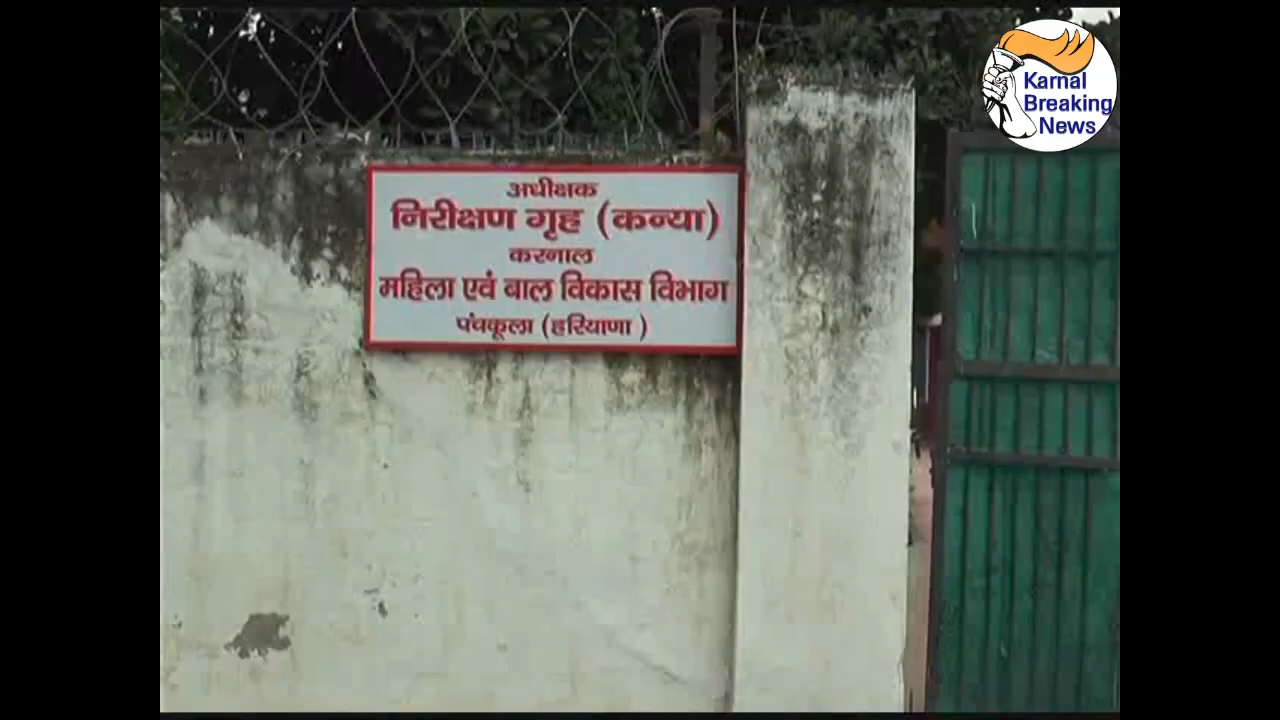 अधीक्षक
निरीक्षण गृह (कन्या)
करनाल
महिला एवं बाल विकास विभाग
पंचकूला (हरियाणा )
Karnal
Breaking
News